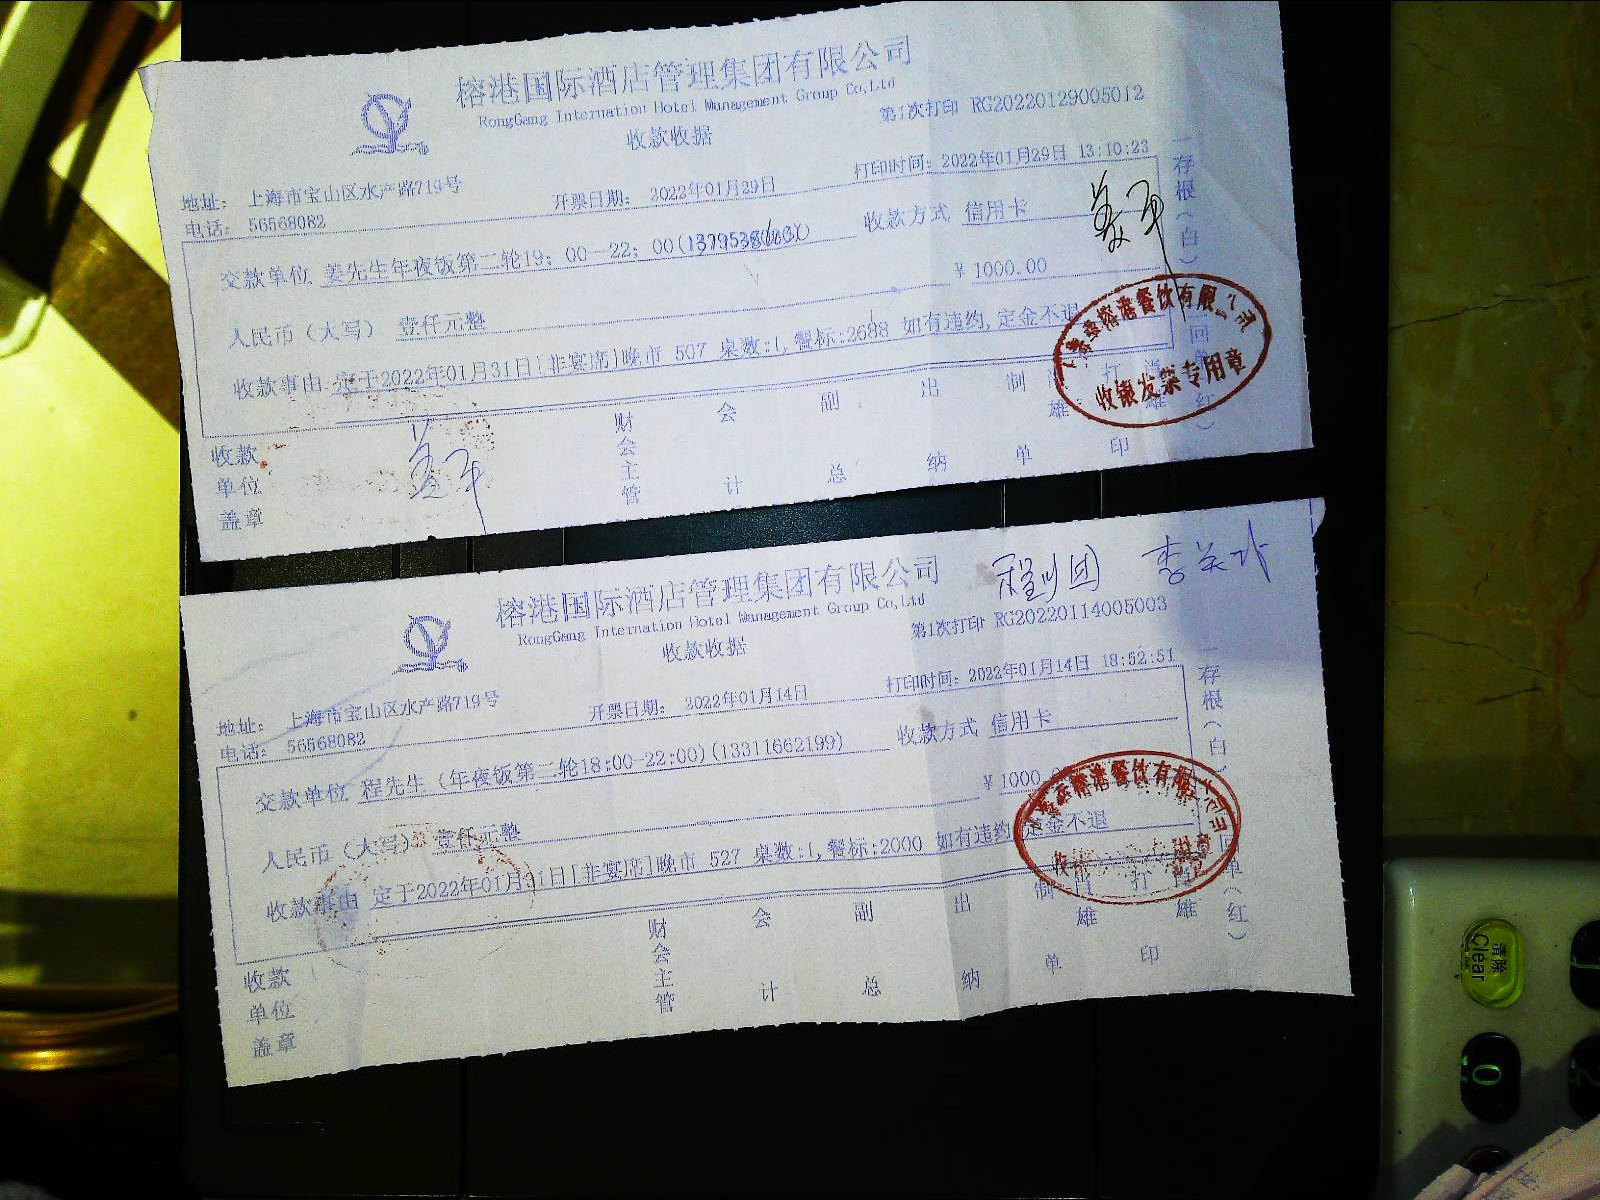 榕港国际酒店管理集团有限公司
RongGang International Hotel Management Group Co,Ltd
收款收据
第1次打印 RG20220129005012
地址: 上海市宝山区水产路719号
开票日期: 2022年01月29日
打印时间: 2022年01月29日 13:10:23
电话: 56568082
交款单位 姜先生年夜饭第二轮19; 00--22; 00
收款方式 信用卡
人民币（大写） 壹仟元整
¥ 1000.00
收款事由 定于2022年01月31日[非宴席]晚市 507 桌数:1,餐标:2688 如有违约,定金不退
存根(白) 回单(红)
收银发票专用章
收款单位盖章
财会主管
会计
副总
出纳
制单
打印
榕港国际酒店管理集团有限公司
RongGang International Hotel Management Group Co,Ltd
收款收据
第1次打印 RG20220114005003
地址: 上海市宝山区水产路719号
开票日期: 2022年01月14日
打印时间: 2022年01月14日 18:52:51
电话: 56568082
交款单位 程先生（年夜饭第二轮18:00-22:00)(13311662199)
收款方式 信用卡
人民币（大写） 壹仟元整
¥ 1000.
收款事由 定于2022年01月31日[非宴席]晚市 527 桌数:1,餐标:2000 如有违约 定金不退
存根(白) 回单(红)
收款单位盖章
财会主管
会计
副总
出纳
制单
打印
清除
Clear
0